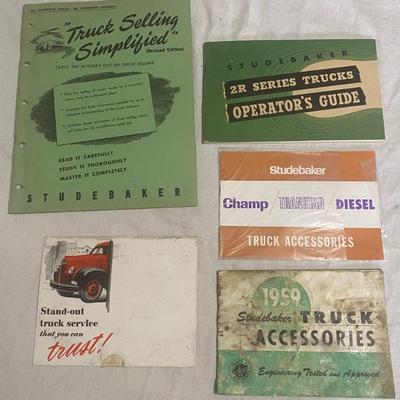 "Truck Selling
Simplified"
(Revised Edition)
TAKES THE MYSTERY OUT OF TRUCK SELLING
READ IT CAREFULLY
STUDY IT THOROUGHLY
MASTER IT COMPLETELY
STUDEBAKER
STUDEBAKER
2R SERIES TRUCKS
OPERATOR'S GUIDE
Studebaker
Champ / TRANSTAR / DIESEL
TRUCK ACCESSORIES
Stand-out
truck service
that you can
trust!
1959
Studebaker TRUCK
ACCESSORIES
Engineering Tested and Approved